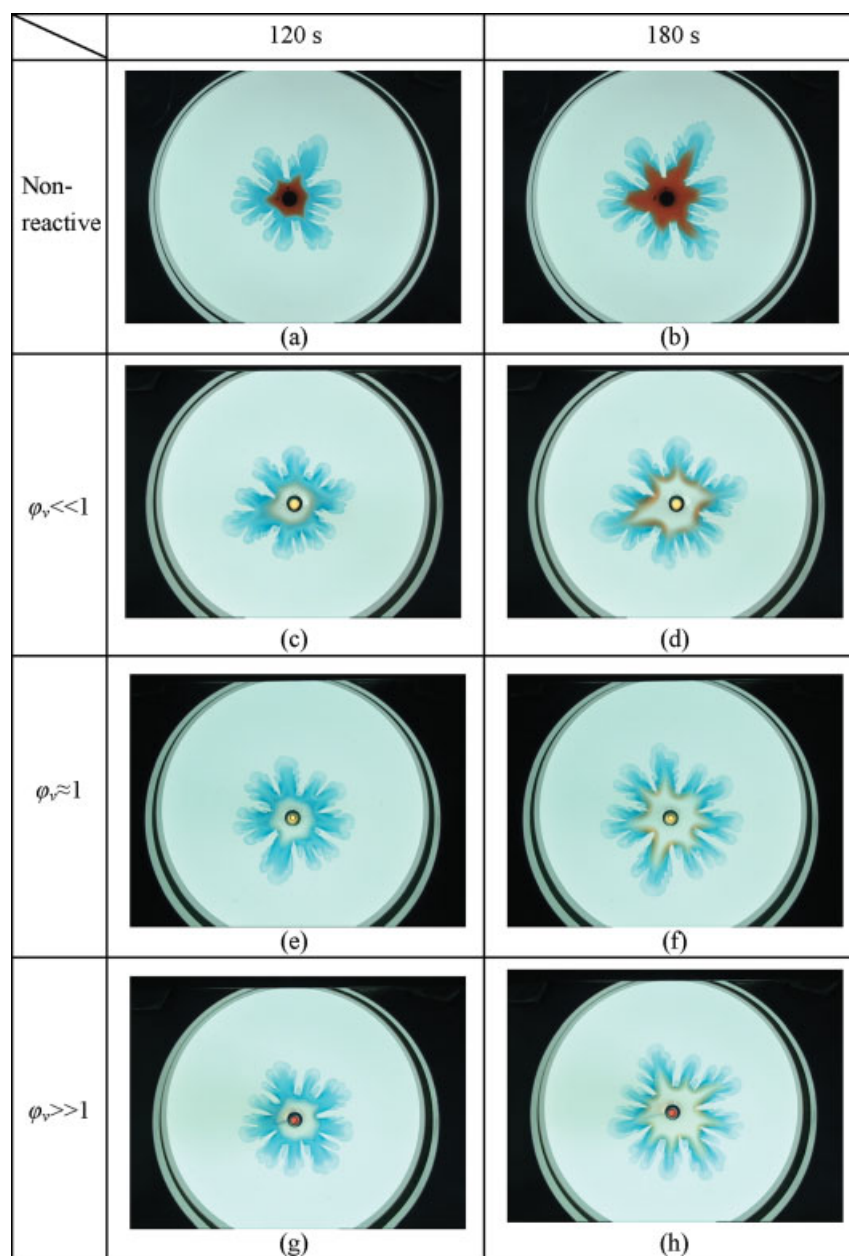 120 s
180 s
Non-
reactive
(a)
(b)
φᵥ<<1
(c)
(d)
φᵥ≈1
(e)
(f)
φᵥ>>1
(g)
(h)